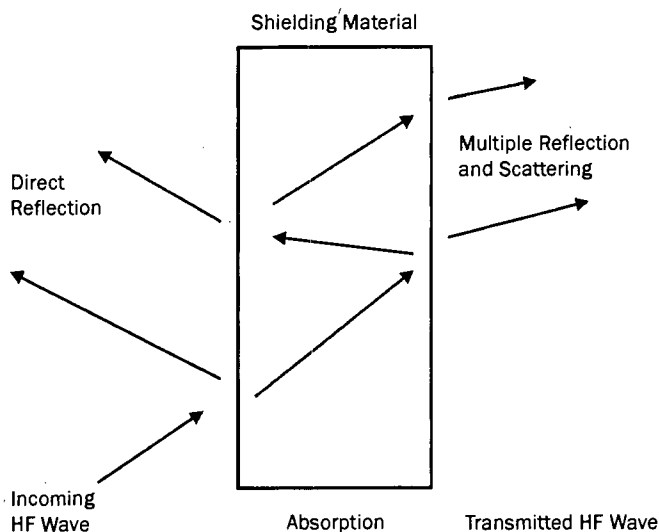 Shielding Material
Multiple Reflection
and Scattering
Direct
Reflection
Incoming
HF Wave
Absorption
Transmitted HF Wave